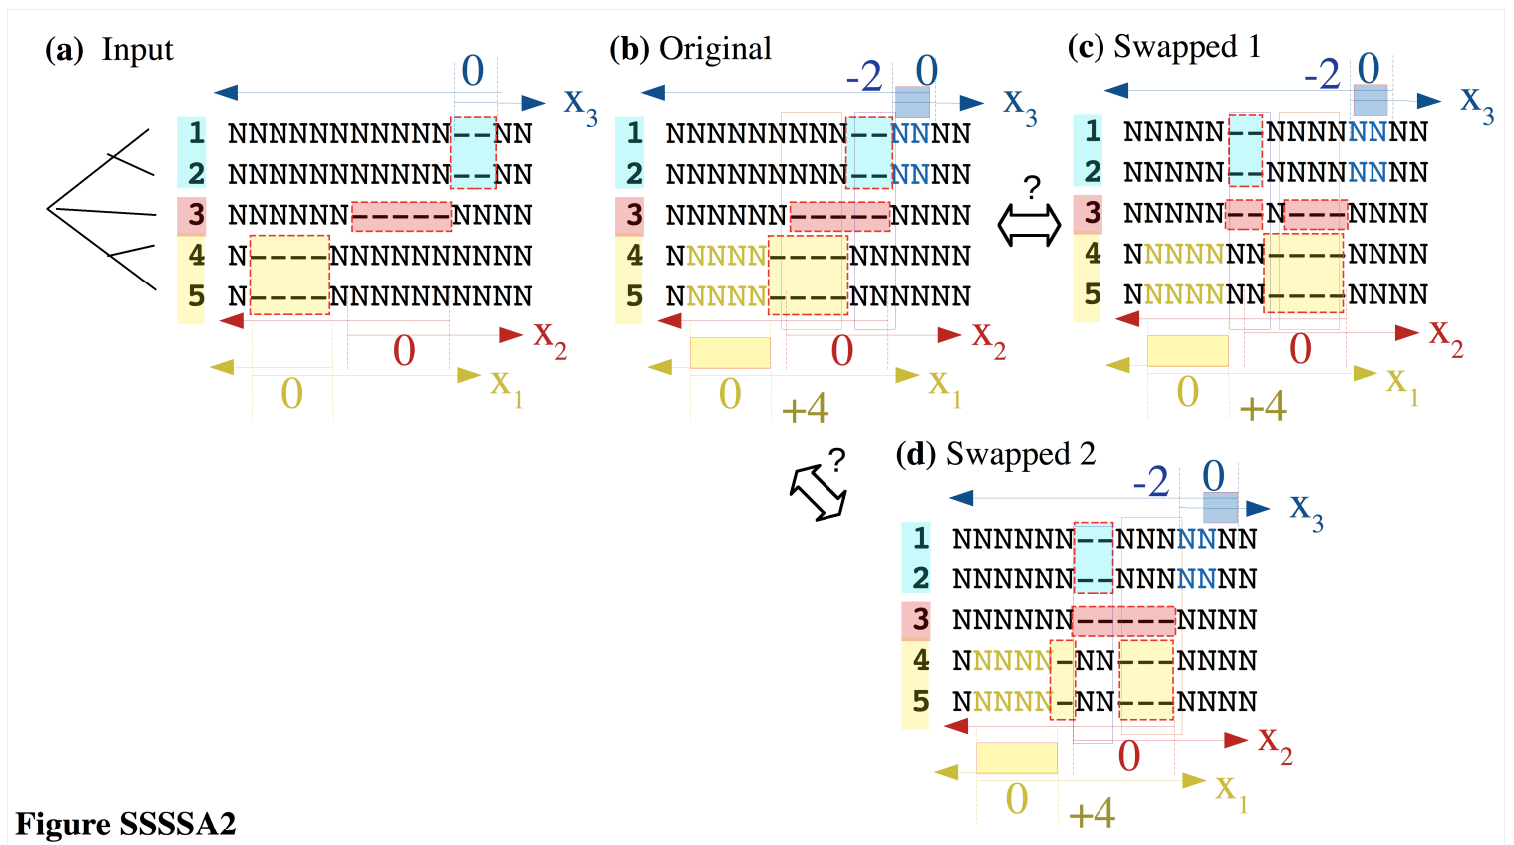 (a) Input
0
x3
1 NNNNNNNNNNN--NN
2 NNNNNNNNNNN--NN
3 NNNNNN-----NNNN
4 N----NNNNNNNNNN
5 N----NNNNNNNNNN
x2
0
x1
0
(b) Original
-2 0
x3
1 NNNNNNNNN--NNNN
2 NNNNNNNNN--NNNN
3 NNNNNN-----NNNN
4 NNNNN----NNNNNN
5 NNNNN----NNNNNN
x2
0
x1
0 +4
?
(c) Swapped 1
-2 0
x3
1 NNNNN--NNNNNNNN
2 NNNNN--NNNNNNNN
3 NNNNN--N---NNNN
4 NNNNNNN----NNNN
5 NNNNNNN----NNNN
x2
0
x1
0 +4
?
(d) Swapped 2
-2 0
x3
1 NNNNNN--NNNNNNN
2 NNNNNN--NNNNNNN
3 NNNNNN-----NNNN
4 NNNNN-NN---NNNN
5 NNNNN-NN---NNNN
x2
0
x1
0 +4
Figure SSSSA2